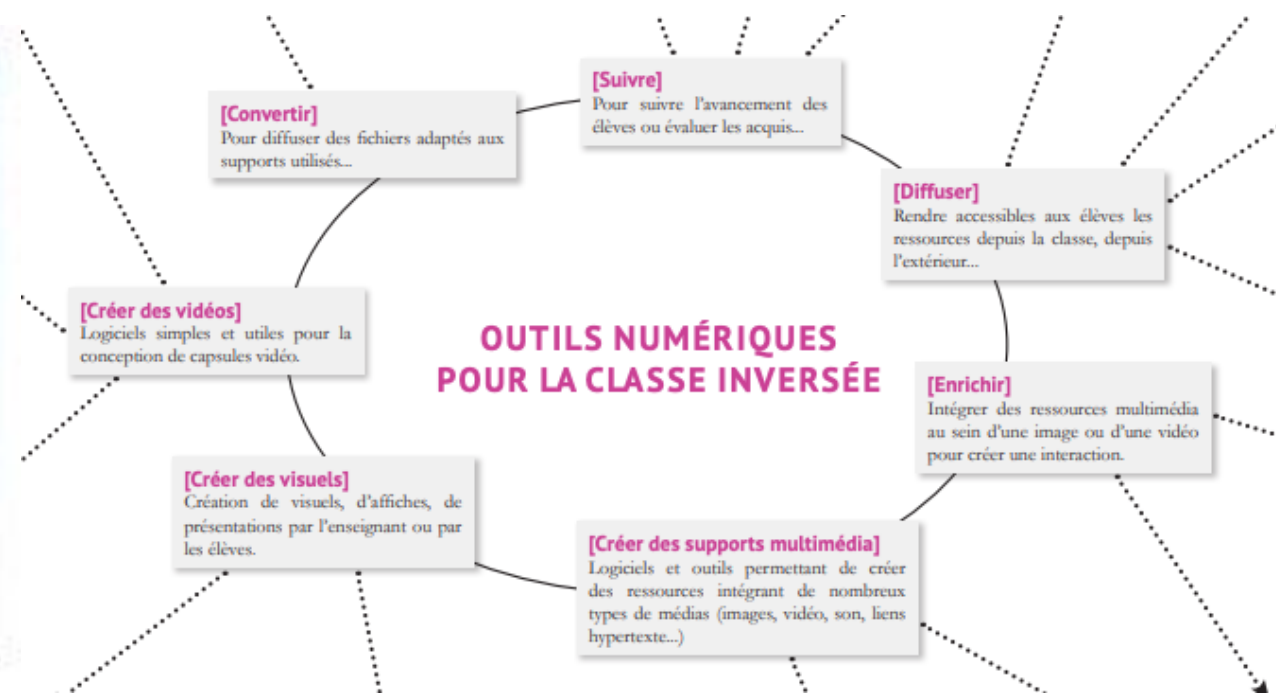 [Suivre]
Pour suivre l'avancement des
élèves ou évaluer les acquis...
[Convertir]
Pour diffuser des fichiers adaptés aux
supports utilisés...
[Diffuser]
Rendre accessibles aux élèves les
ressources depuis la classe, depuis
l'extérieur...
[Créer des vidéos]
Logiciels simples et utiles pour la
conception de capsules vidéo.
OUTILS NUMÉRIQUES
POUR LA CLASSE INVERSÉE
[Enrichir]
Intégrer des ressources multimédia
au sein d'une image ou d'une vidéo
pour créer une interaction.
[Créer des visuels]
Création de visuels, d'affiches, de
présentations par l'enseignant ou par
les élèves.
[Créer des supports multimédia]
Logiciels et outils permettant de créer
des ressources intégrant de nombreux
types de médias (images, vidéo, son, liens
hypertexte...)